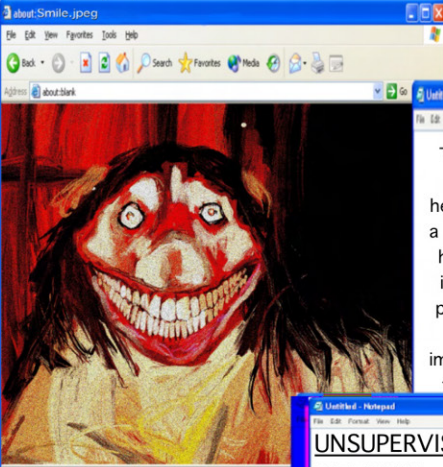 about:Smile.jpeg
File Edit View Favorites Tools Help
Back Search Favorites Media
Address about:blank Go
File Edit
he
a
h
i
p
im
Untitled - Notepad
File Edit Format View Help
UNSUPERVIS